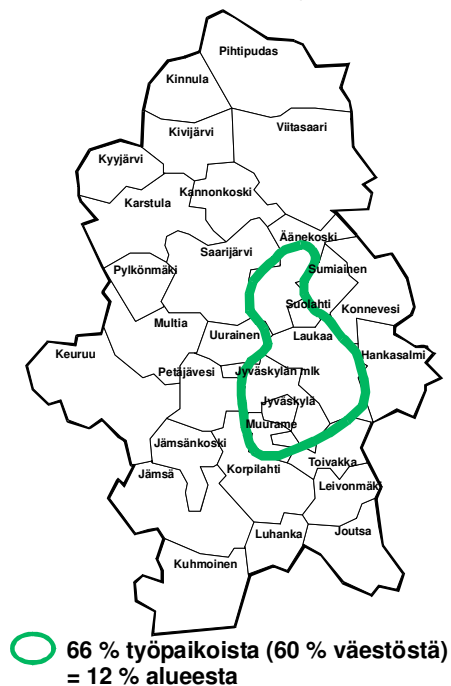 Pihtipudas
Kinnula
Kivijärvi
Viitasaari
Kyyjärvi
Kannonkoski
Karstula
Äänekoski
Saarijärvi
Sumiainen
Pylkönmäki
Suolahti
Konnevesi
Multia
Uurainen
Laukaa
Keuruu
Hankasalmi
Petäjävesi
Jyväskylän mlk
Jyväskylä
Muurame
Jämsänkoski
Toivakka
Jämsä
Korpilahti
Leivonmäki
Luhanka
Joutsa
Kuhmoinen
66 % työpaikoista (60 % väestöstä)
= 12 % alueesta